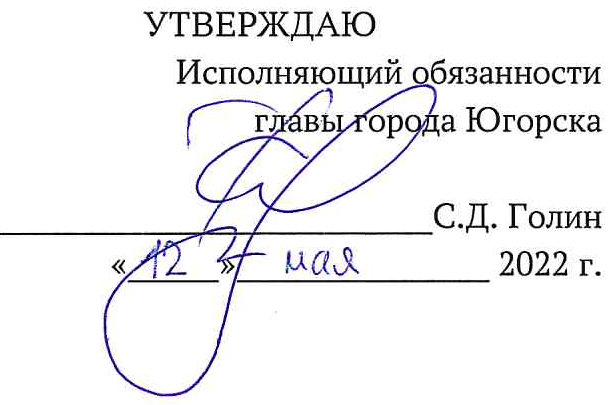 УТВЕРЖДАЮ
Исполняющий обязанности
главы города Югорска
С.Д. Голин
«12» мая 2022 г.